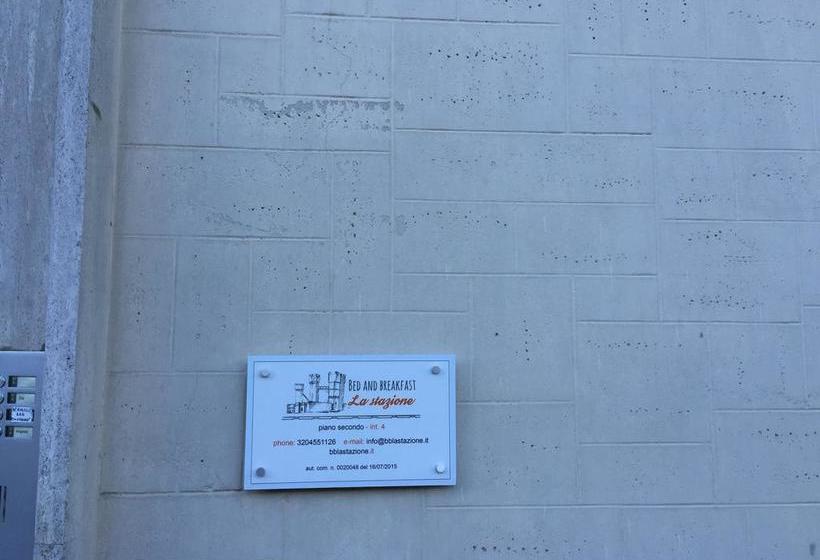 BED AND BREAKFAST
La stazione
piano secondo - int. 4
phone: 3204551126 e-mail: info@bblastazione.it
bblastazione.it
aut. com. n. 0020048 del 16/07/2015